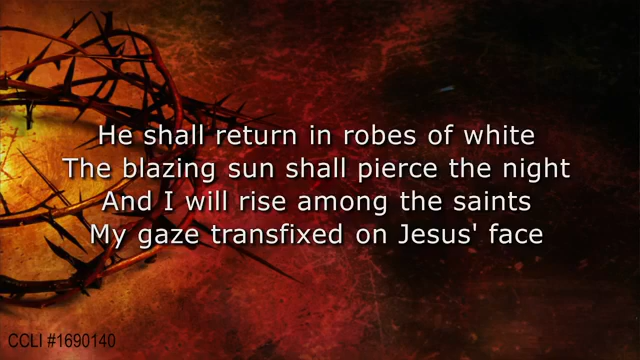 He shall return in robes of white
The blazing sun shall pierce the night
And I will rise among the saints
My gaze transfixed on Jesus' face
CCLI #1690140